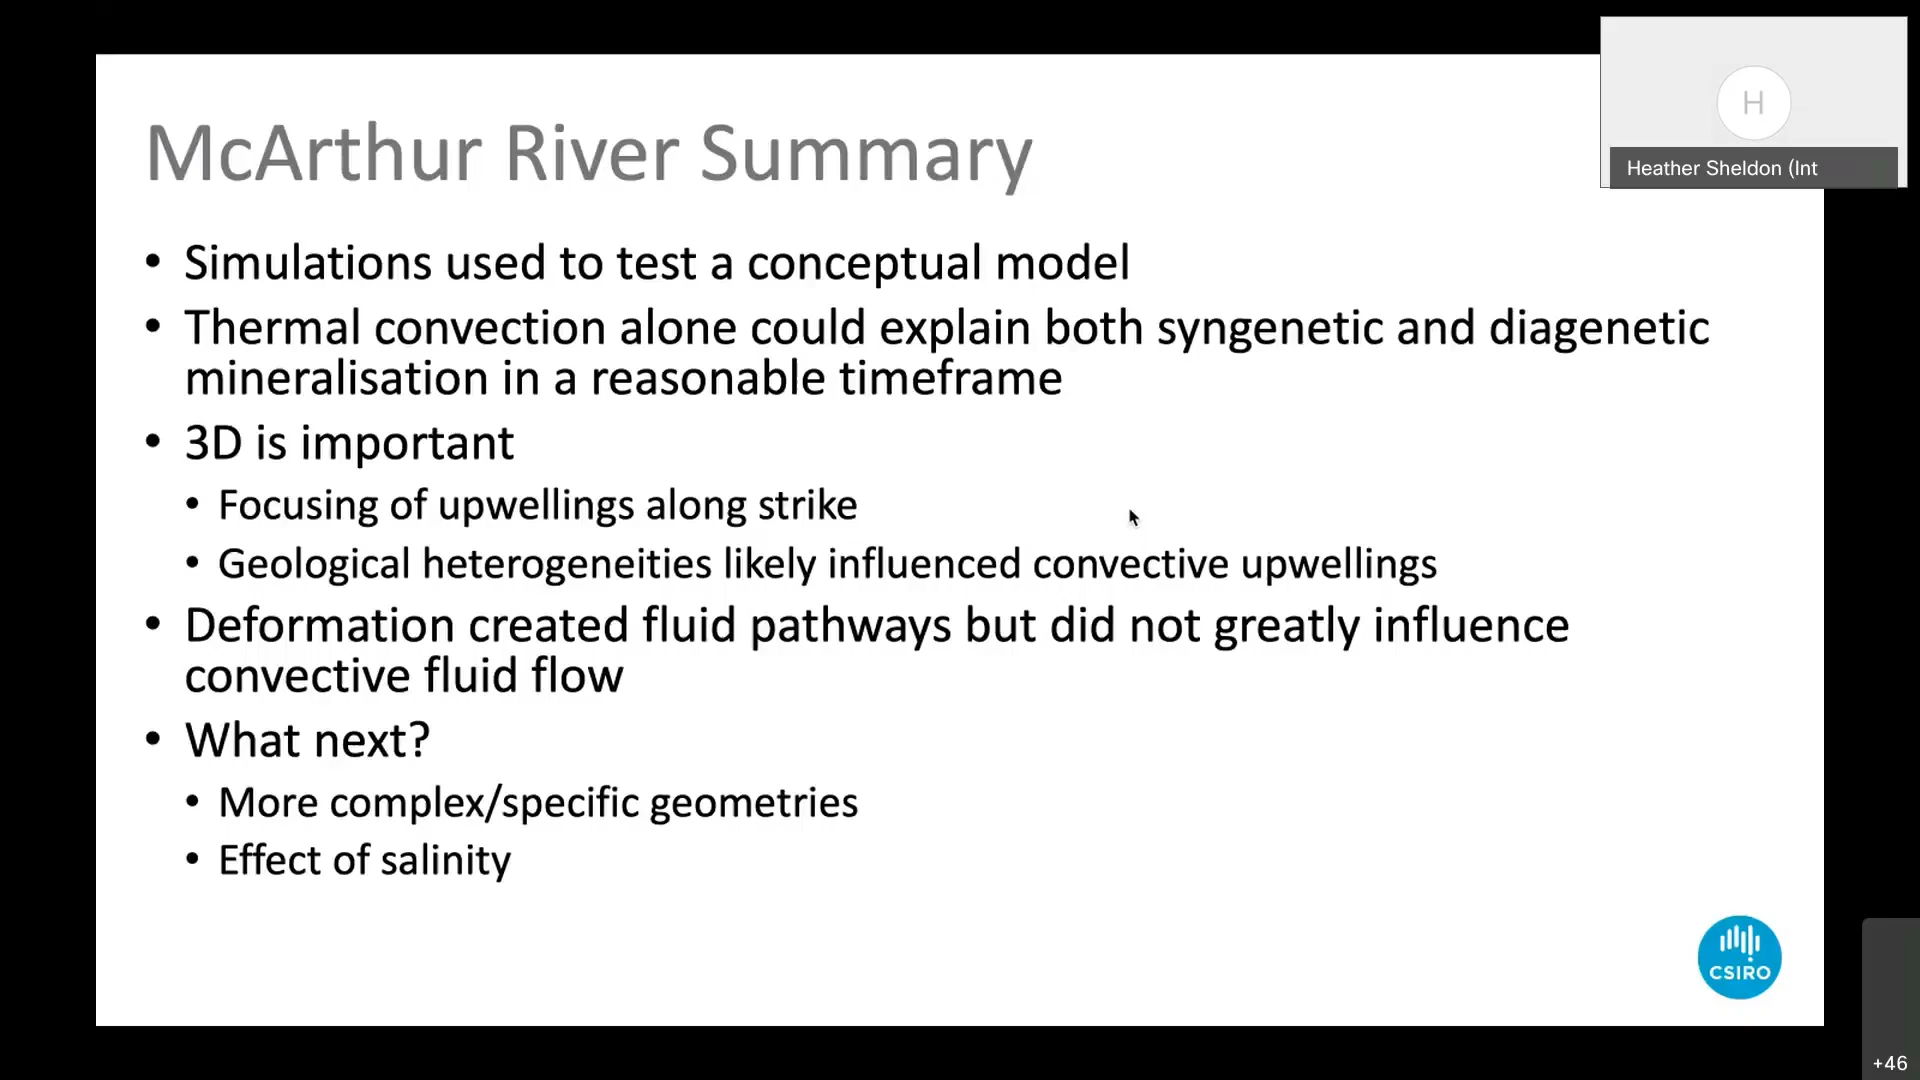 McArthur River Summary
H
Heather Sheldon (Int
• Simulations used to test a conceptual model
• Thermal convection alone could explain both syngenetic and diagenetic
mineralisation in a reasonable timeframe
• 3D is important
• Focusing of upwellings along strike
• Geological heterogeneities likely influenced convective upwellings
• Deformation created fluid pathways but did not greatly influence
convective fluid flow
• What next?
• More complex/specific geometries
• Effect of salinity
CSIRO
+46